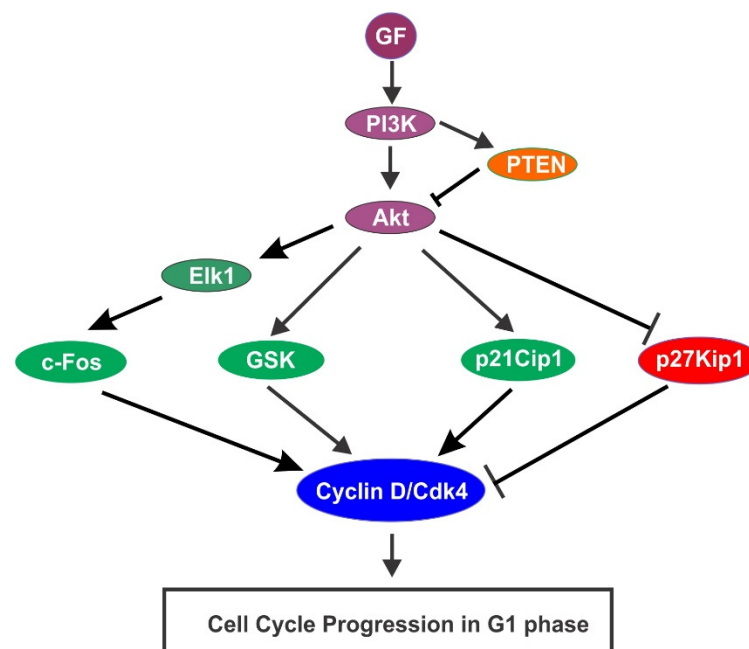 GF
PI3K
PTEN
Akt
Elk1
c-Fos
GSK
p21Cip1
p27Kip1
Cyclin D/Cdk4
Cell Cycle Progression in G1 phase